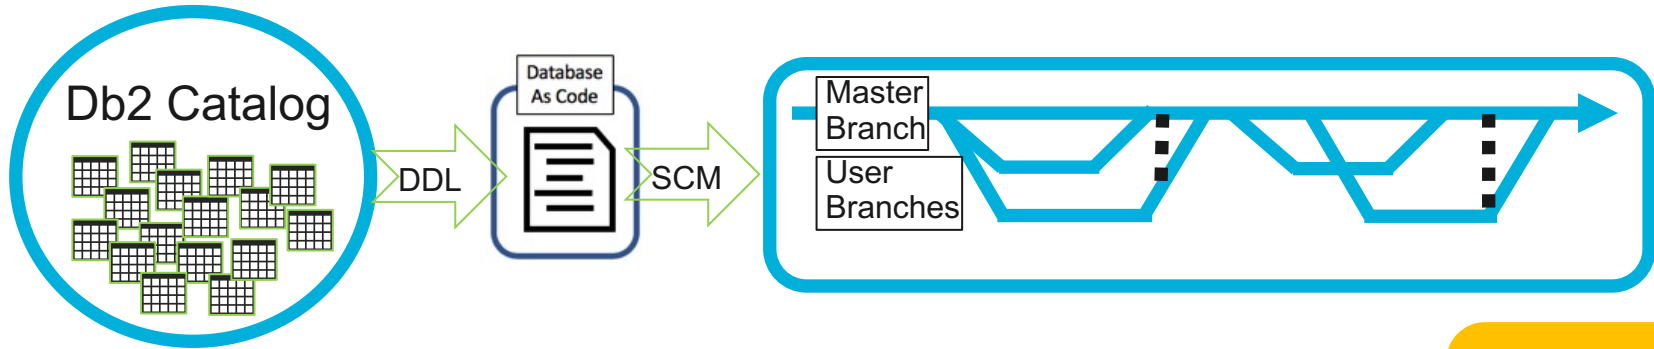 Db2 Catalog
DDL
Database
As Code
SCM
Master
Branch
User
Branches